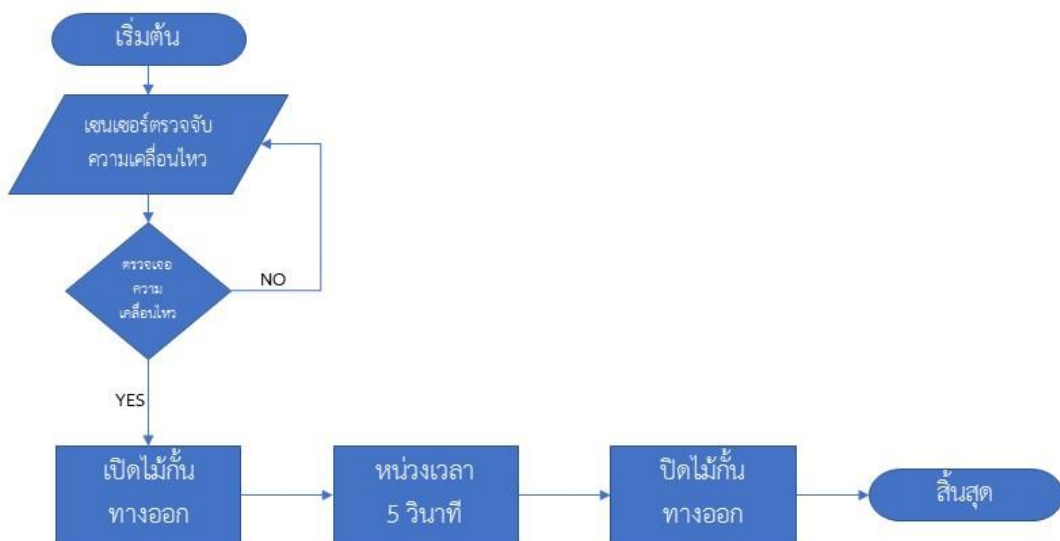 เริ่มต้น
เซนเซอร์ตรวจจับ
ความเคลื่อนไหว
ตรวจเจอ
ความ
เคลื่อนไหว
NO
YES
เปิดไม้กั้น
ทางออก
หน่วงเวลา
5 วินาที
ปิดไม้กั้น
ทางออก
สิ้นสุด